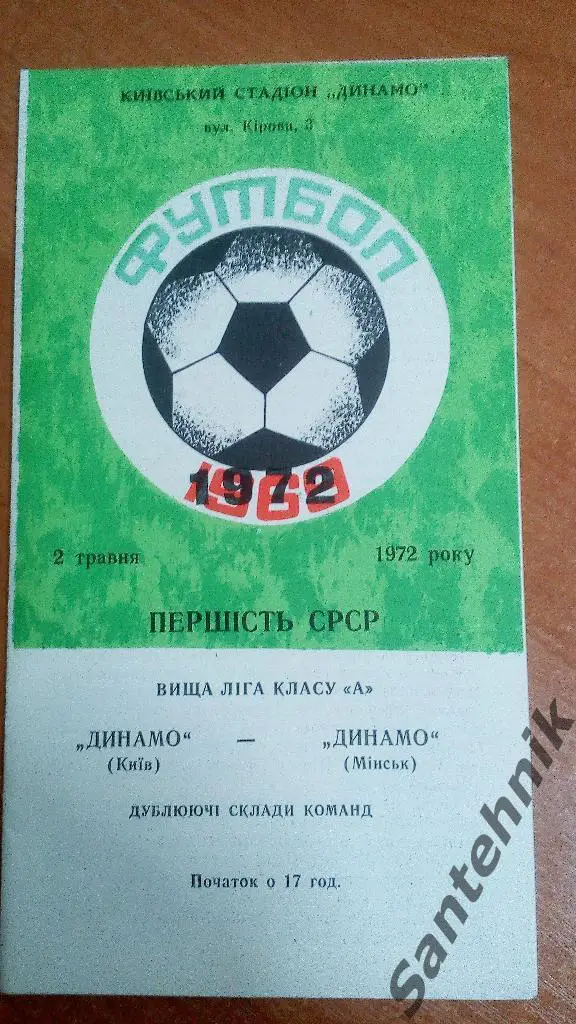 КИЇВСЬКИЙ СТАДІОН „ДИНАМО"
вул. Кірова, 3
ФУТБОЛ
1969
1972
2 травня 1972 року
ПЕРШІСТЬ СРСР
ВИЩА ЛІГА КЛАСУ «А»
„ДИНАМО" — „ДИНАМО"
(Київ) (Мінськ)
ДУБЛЮЮЧІ СКЛАДИ КОМАНД
Початок о 17 год.
Santehnik